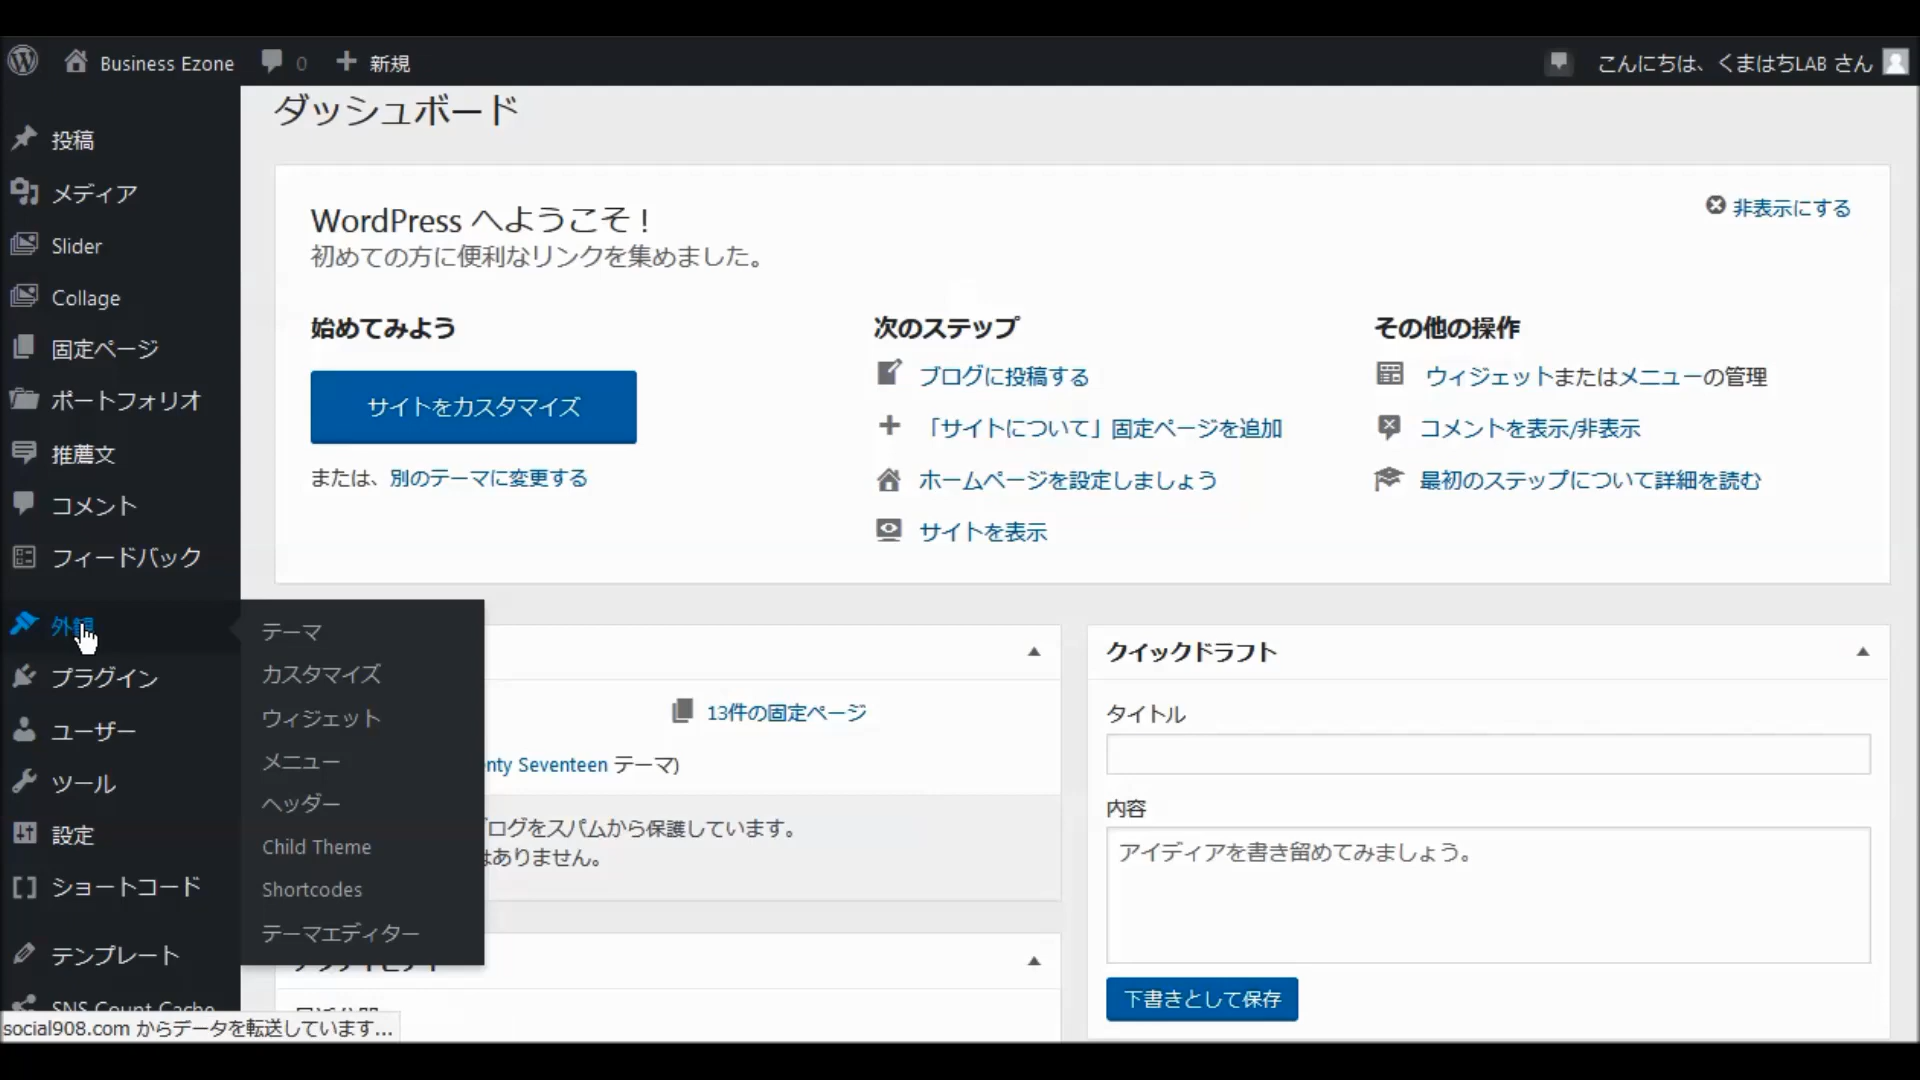 Business Ezone 0 新規
こんにちは、くまはちLAB さん
投稿
メディア
Slider
Collage
固定ページ
ポートフォリオ
推薦文
コメント
フィードバック
外観
プラグイン
ユーザー
ツール
設定
ショートコード
テンプレート
SNS Count Cache
テーマ
カスタマイズ
ウィジェット
メニュー
ヘッダー
Child Theme
Shortcodes
テーマエディター
ダッシュボード
WordPress へようこそ !
初めての方に便利なリンクを集めました。
非表示にする
始めてみよう
サイトをカスタマイズ
または、別のテーマに変更する
次のステップ
ブログに投稿する
「サイトについて」固定ページを追加
ホームページを設定しましょう
サイトを表示
その他の操作
ウィジェットまたはメニューの管理
コメントを表示/非表示
最初のステップについて詳細を読む
13件の固定ページ
nty Seventeen テーマ)
ログをスパムから保護しています。
はありません。
クイックドラフト
タイトル
内容
アイディアを書き留めてみましょう。
下書きとして保存
social908.com からデータを転送しています...